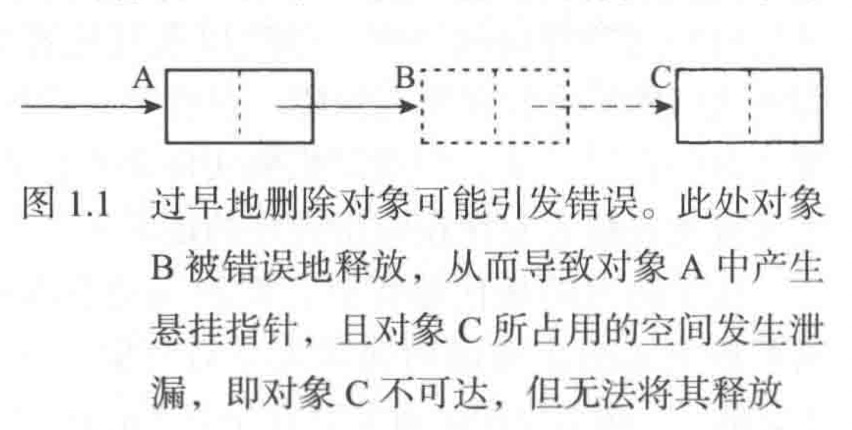 A B C
图 1.1 过早地删除对象可能引发错误。此处对象
B 被错误地释放，从而导致对象 A 中产生
悬挂指针，且对象 C 所占用的空间发生泄
漏，即对象 C 不可达，但无法将其释放